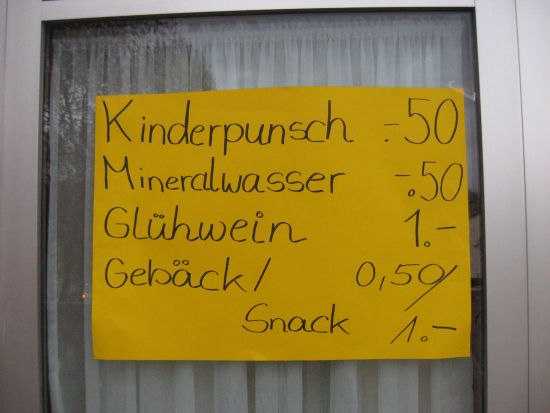 Kinderpunsch -.50
Mineralwasser -.50
Glühwein 1.-
Gebäck/ 0,50/
Snack 1.-